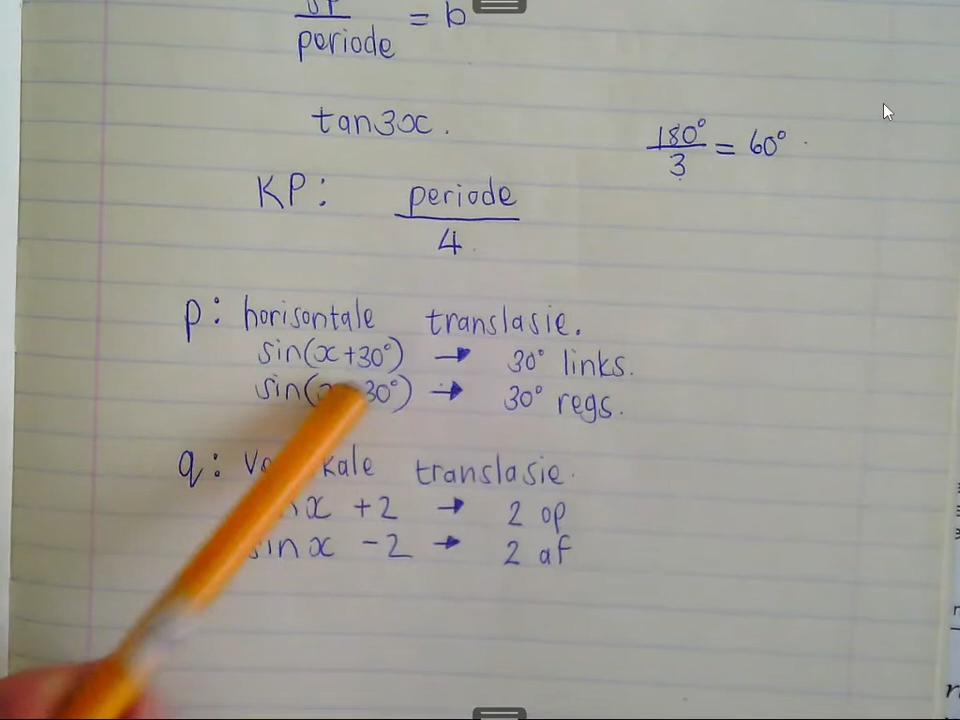 periode = b
tan3x.
180°/3 = 60°
KP: periode/4
p: horisontale translasie.
sin(x+30°) → 30° links.
30°) → 30° regs.
q: translasie.
x +2 → 2 op
sin x -2 → 2 af